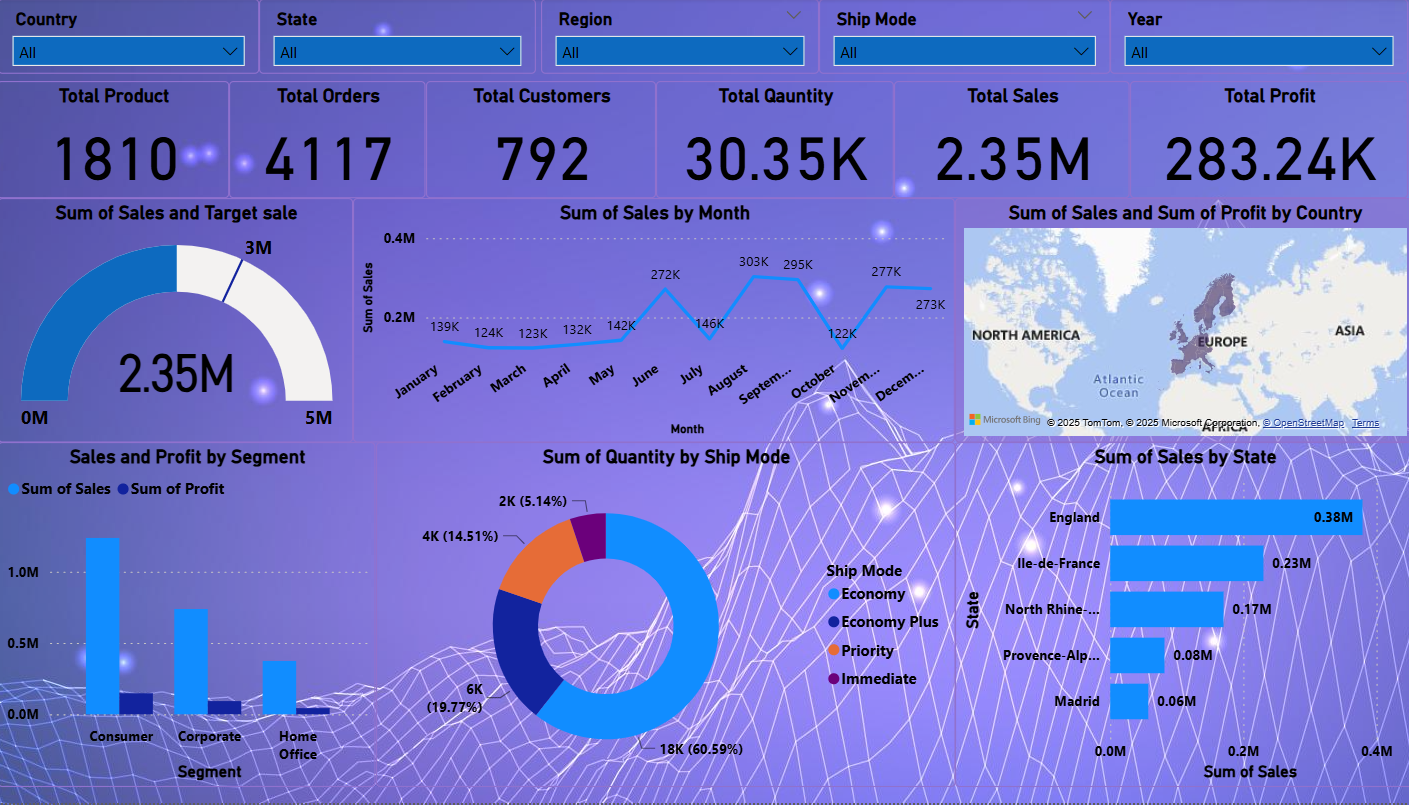 Country
State
Region
Ship Mode
Year
All
All
All
All
All
Total Product
Total Orders
Total Customers
Total Qauntity
Total Sales
Total Profit
1810
4117
792
30.35K
2.35M
283.24K
Sum of Sales and Target sale
3M
2.35M
0M
5M
Sum of Sales by Month
Sum of Sales
0.4M
0.2M
139K
124K
123K
132K
142K
272K
146K
303K
295K
122K
277K
273K
January
February
March
April
May
June
July
August
Septem...
October
Novem...
Decem...
Month
Sum of Sales and Sum of Profit by Country
NORTH AMERICA
EUROPE
ASIA
Atlantic
Ocean
AFRICA
Microsoft Bing
© 2025 TomTom, © 2025 Microsoft Corporation, © OpenStreetMap Terms
Sales and Profit by Segment
Sum of Sales
Sum of Profit
1.0M
0.5M
0.0M
Consumer
Corporate
Home
Office
Segment
Sum of Quantity by Ship Mode
2K (5.14%)
4K (14.51%)
6K
(19.77%)
18K (60.59%)
Ship Mode
Economy
Economy Plus
Priority
Immediate
Sum of Sales by State
State
England
0.38M
Ile-de-France
0.23M
North Rhine-...
0.17M
Provence-Alp...
0.08M
Madrid
0.06M
0.0M
0.2M
0.4M
Sum of Sales